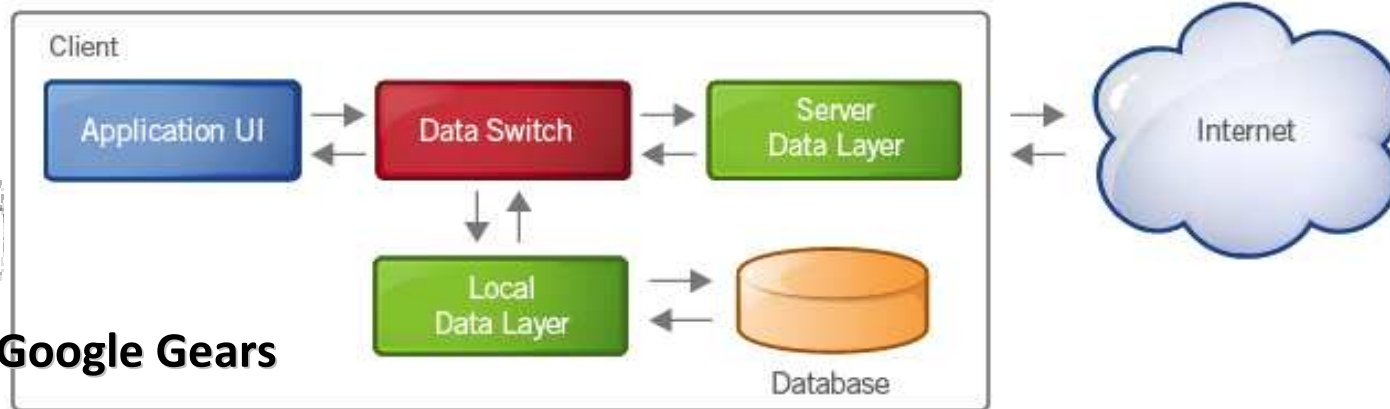 Client
Application UI
Data Switch
Server
Data Layer
Internet
Local
Data Layer
Google Gears
Database